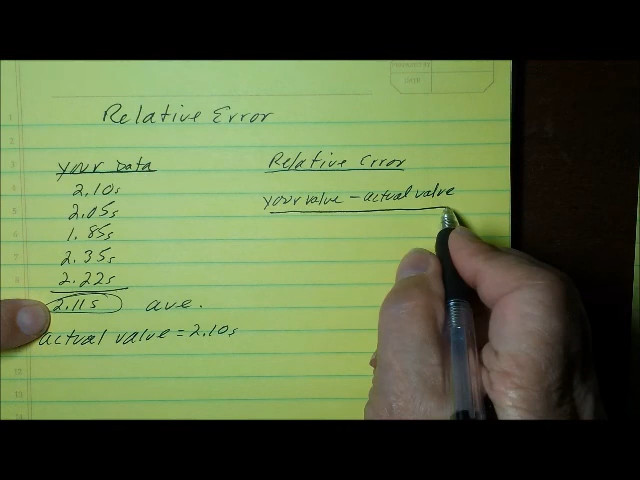 Relative Error
your Data
2.10s
2.05s
1.85s
2.35s
2.22s
2.11s ave.
actual value = 2.10s
Relative Error
your value - actual value